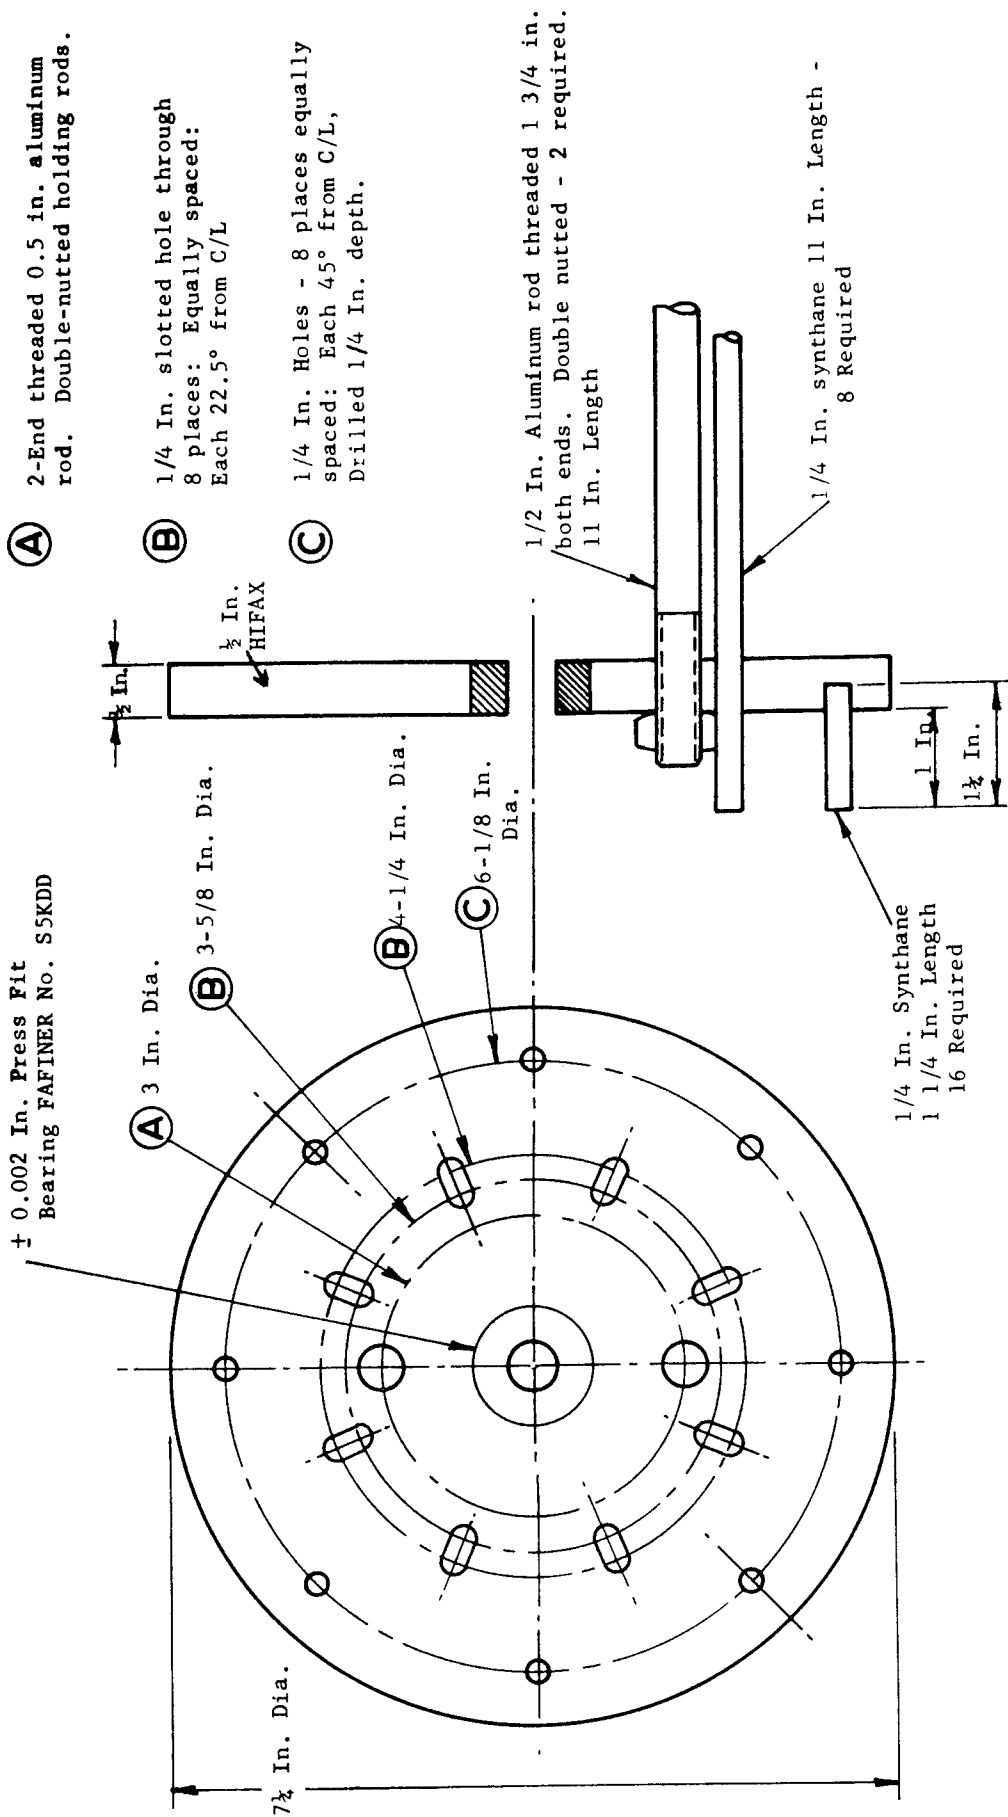 ± 0.002 In. Press Fit
Bearing FAFINER No. S5KDD
A 3 In. Dia.
B 3-5/8 In. Dia.
B 4-1/4 In. Dia.
C 6-1/8 In.
Dia.
7¼ In. Dia.
½ In.
½ In.
HIFAX
A
2-End threaded 0.5 in. aluminum
rod. Double-nutted holding rods.
B
1/4 In. slotted hole through
8 places: Equally spaced:
Each 22.5° from C/L
C
1/4 In. Holes - 8 places equally
spaced: Each 45° from C/L,
Drilled 1/4 In. depth.
1/2 In. Aluminum rod threaded 1 3/4 in.
both ends. Double nutted - 2 required.
11 In. Length
1/4 In. synthane 11 In. Length -
8 Required
1 In.
1¼ In.
1/4 In. Synthane
1 1/4 In. Length
16 Required